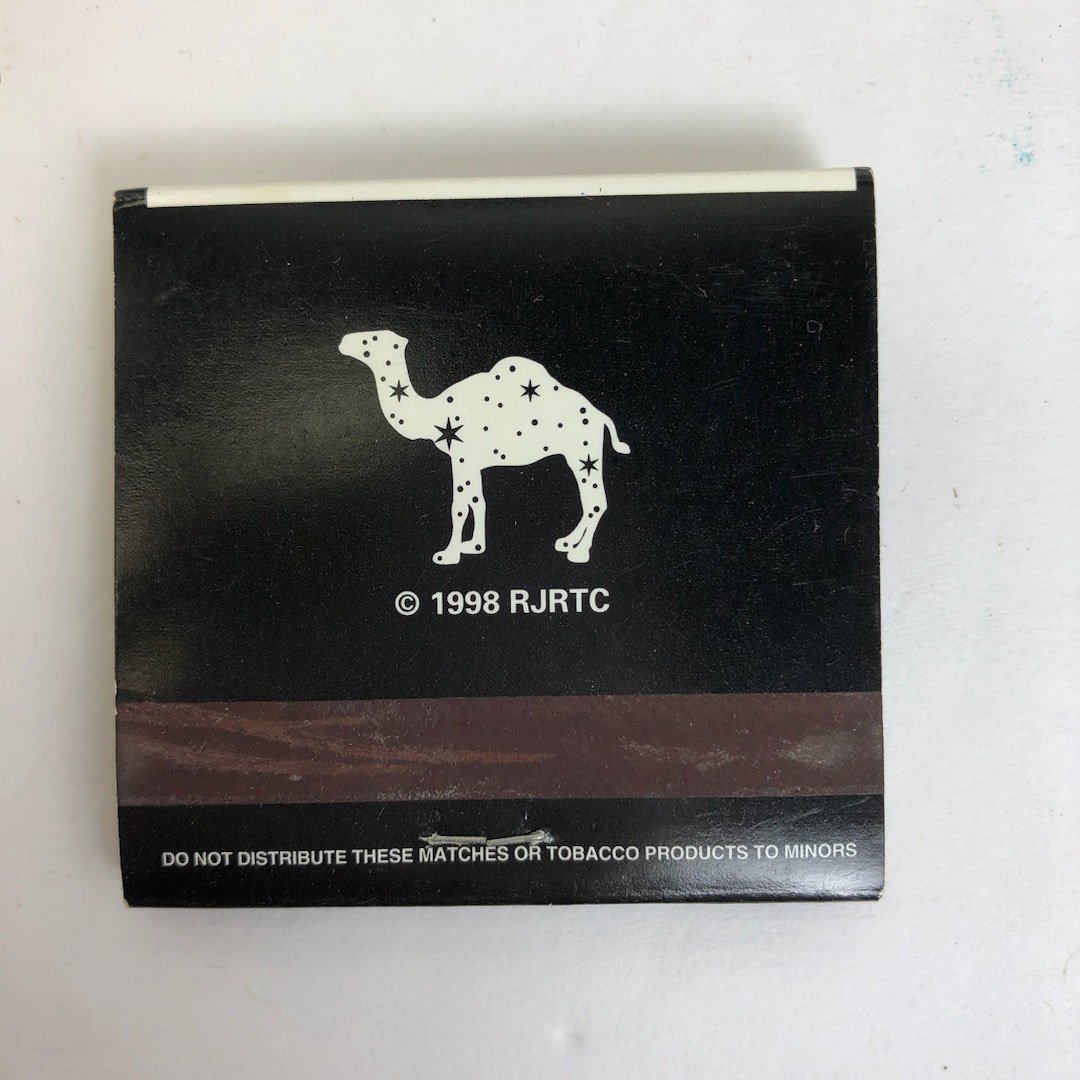 © 1998 RJRTC
DO NOT DISTRIBUTE THESE MATCHES OR TOBACCO PRODUCTS TO MINORS